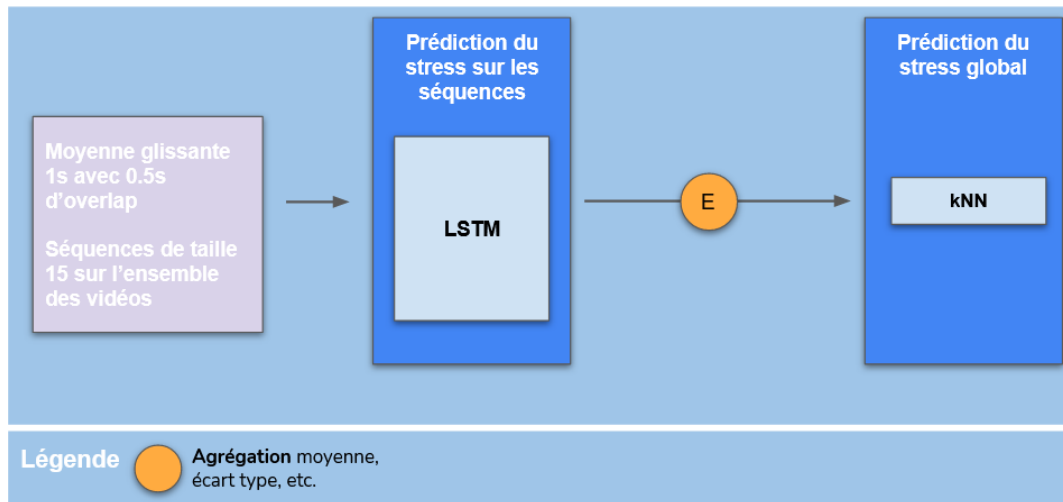 Moyenne glissante
1s avec 0.5s
d'overlap
Séquences de taille
15 sur l'ensemble
des vidéos
Prédiction du
stress sur les
séquences
LSTM
E
Prédiction du
stress global
kNN
Légende
Agrégation moyenne,
écart type, etc.